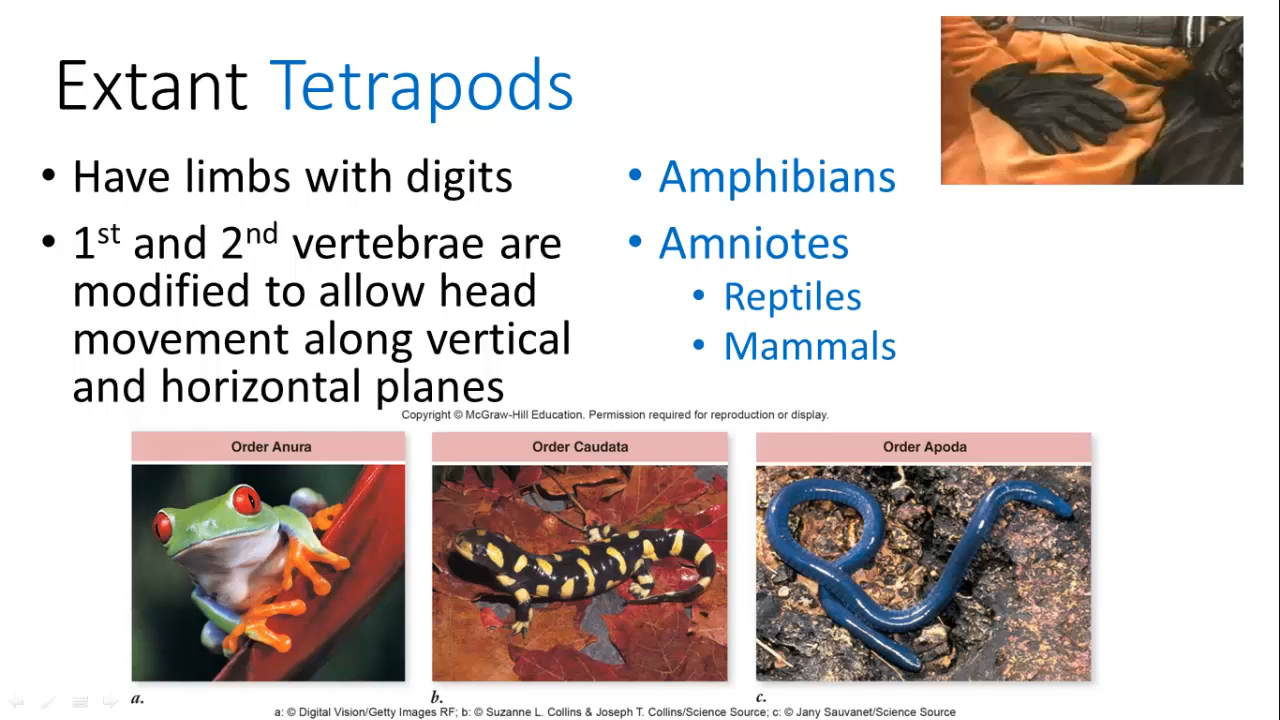 Extant Tetrapods
• Have limbs with digits
• 1st and 2nd vertebrae are
modified to allow head
movement along vertical
and horizontal planes
• Amphibians
• Amniotes
• Reptiles
• Mammals
Copyright © McGraw-Hill Education. Permission required for reproduction or display.
Order Anura
Order Caudata
Order Apoda
a.
b.
c.
a: © Digital Vision/Getty Images RF; b: © Suzanne L. Collins & Joseph T. Collins/Science Source; c: © Jany Sauvanet/Science Source